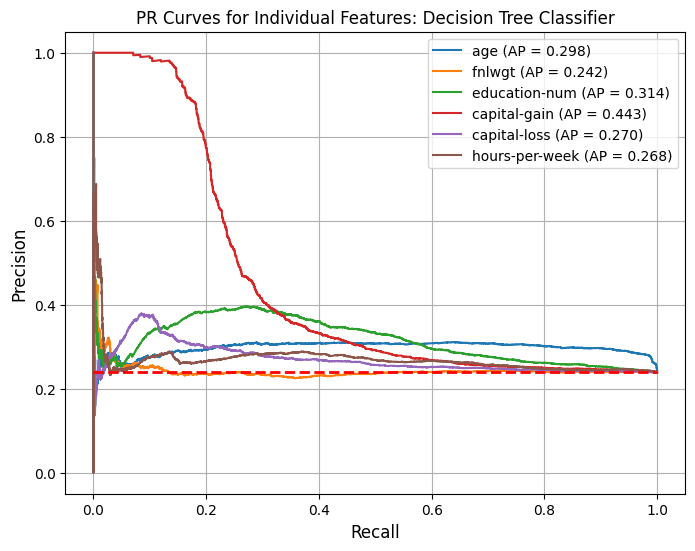 PR Curves for Individual Features: Decision Tree Classifier
age (AP = 0.298)
fnlwgt (AP = 0.242)
education-num (AP = 0.314)
capital-gain (AP = 0.443)
capital-loss (AP = 0.270)
hours-per-week (AP = 0.268)
Precision
1.0
0.8
0.6
0.4
0.2
0.0
0.0 0.2 0.4 0.6 0.8 1.0
Recall